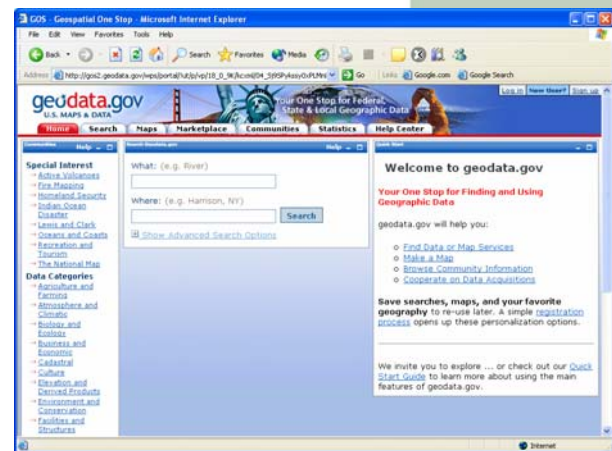 GOS - Geospatial One Stop - Microsoft Internet Explorer
File Edit View Favorites Tools Help
Back Search Favorites Media
Address Go Links Google.com Google Search
geodata.gov
U.S. MAPS & DATA
Your One Stop for Federal,
State & Local Geographic Data
Log in New User? Sign up
Home Search Maps Marketplace Communities Statistics Help Center
Communities Help
Special Interest
Active Volcanoes
Fire Mapping
Homeland Security
Indian Ocean
Disaster
Lewis and Clark
Oceans and Coasts
Recreation and
Tourism
The National Map
Data Categories
Agriculture and
Farming
Atmosphere and
Climatic
Biology and
Ecology
Business and
Economic
Cadastral
Culture
Elevation and
Derived Products
Environment and
Conservation
Facilities and
Structures
Search Geodata.gov Help
What: (e.g. River)
Where: (e.g. Harrison, NY)
Search
Show Advanced Search Options
Quick Start
Welcome to geodata.gov
Your One Stop for Finding and Using
Geographic Data
geodata.gov will help you:
Find Data or Map Services
Make a Map
Browse Community Information
Cooperate on Data Acquisitions
Save searches, maps, and your favorite
geography to re-use later. A simple registration
process opens up these personalization options.
We invite you to explore ... or check out our Quick
Start Guide to learn more about using the main
features of geodata.gov.
Internet